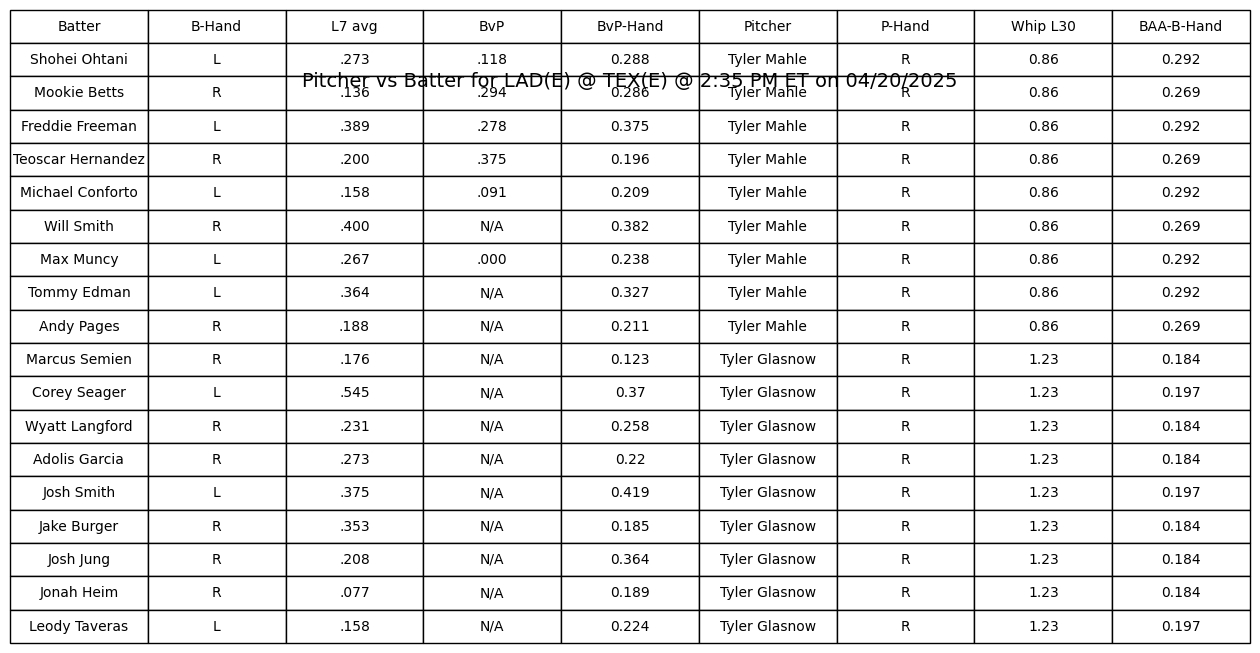 Batter B-Hand L7 avg BvP BvP-Hand Pitcher P-Hand Whip L30 BAA-B-Hand
Shohei Ohtani L .273 .118 0.288 Tyler Mahle R 0.86 0.292
Pitcher vs Batter for LAD(E) @ TEX(E) @ 2:35 PM ET on 04/20/2025
Mookie Betts R .136 .294 0.286 Tyler Mahle R 0.86 0.269
Freddie Freeman L .389 .278 0.375 Tyler Mahle R 0.86 0.292
Teoscar Hernandez R .200 .375 0.196 Tyler Mahle R 0.86 0.269
Michael Conforto L .158 .091 0.209 Tyler Mahle R 0.86 0.292
Will Smith R .400 N/A 0.382 Tyler Mahle R 0.86 0.269
Max Muncy L .267 .000 0.238 Tyler Mahle R 0.86 0.292
Tommy Edman L .364 N/A 0.327 Tyler Mahle R 0.86 0.292
Andy Pages R .188 N/A 0.211 Tyler Mahle R 0.86 0.269
Marcus Semien R .176 N/A 0.123 Tyler Glasnow R 1.23 0.184
Corey Seager L .545 N/A 0.37 Tyler Glasnow R 1.23 0.197
Wyatt Langford R .231 N/A 0.258 Tyler Glasnow R 1.23 0.184
Adolis Garcia R .273 N/A 0.22 Tyler Glasnow R 1.23 0.184
Josh Smith L .375 N/A 0.419 Tyler Glasnow R 1.23 0.197
Jake Burger R .353 N/A 0.185 Tyler Glasnow R 1.23 0.184
Josh Jung R .208 N/A 0.364 Tyler Glasnow R 1.23 0.184
Jonah Heim R .077 N/A 0.189 Tyler Glasnow R 1.23 0.184
Leody Taveras L .158 N/A 0.224 Tyler Glasnow R 1.23 0.197